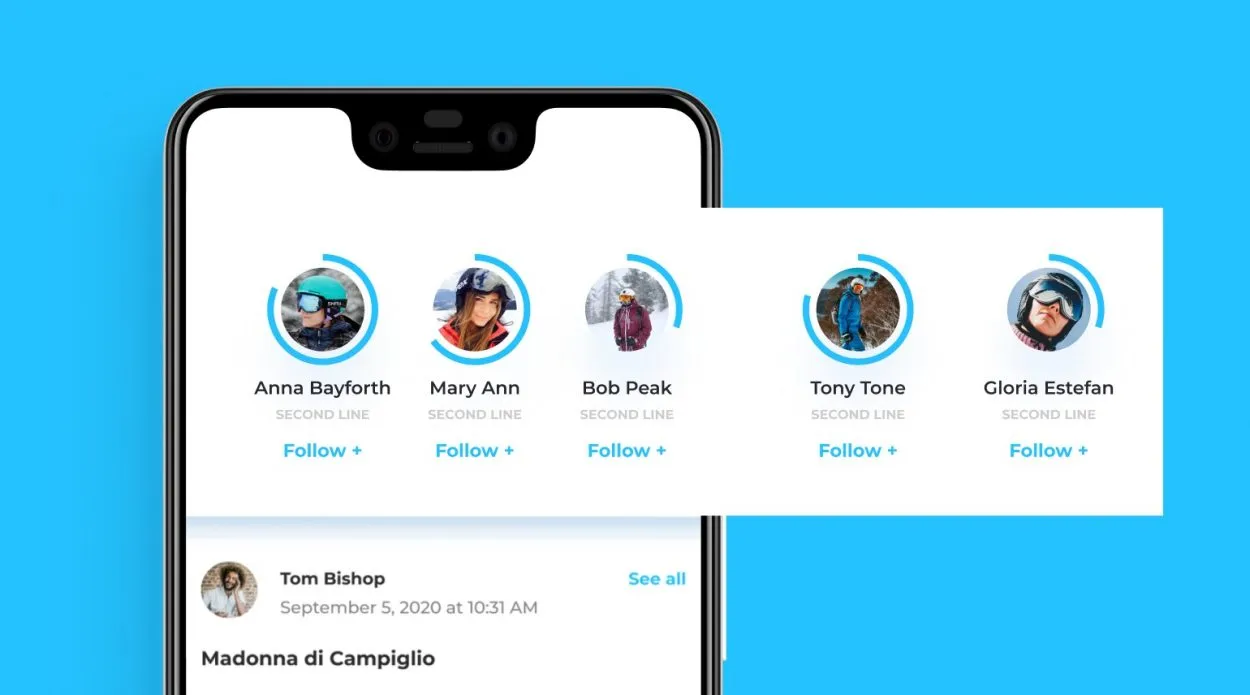 Anna Bayforth
SECOND LINE
Follow +
Mary Ann
SECOND LINE
Follow +
Bob Peak
SECOND LINE
Follow +
Tony Tone
SECOND LINE
Follow +
Gloria Estefan
SECOND LINE
Follow +
Tom Bishop
See all
September 5, 2020 at 10:31 AM
Madonna di Campiglio